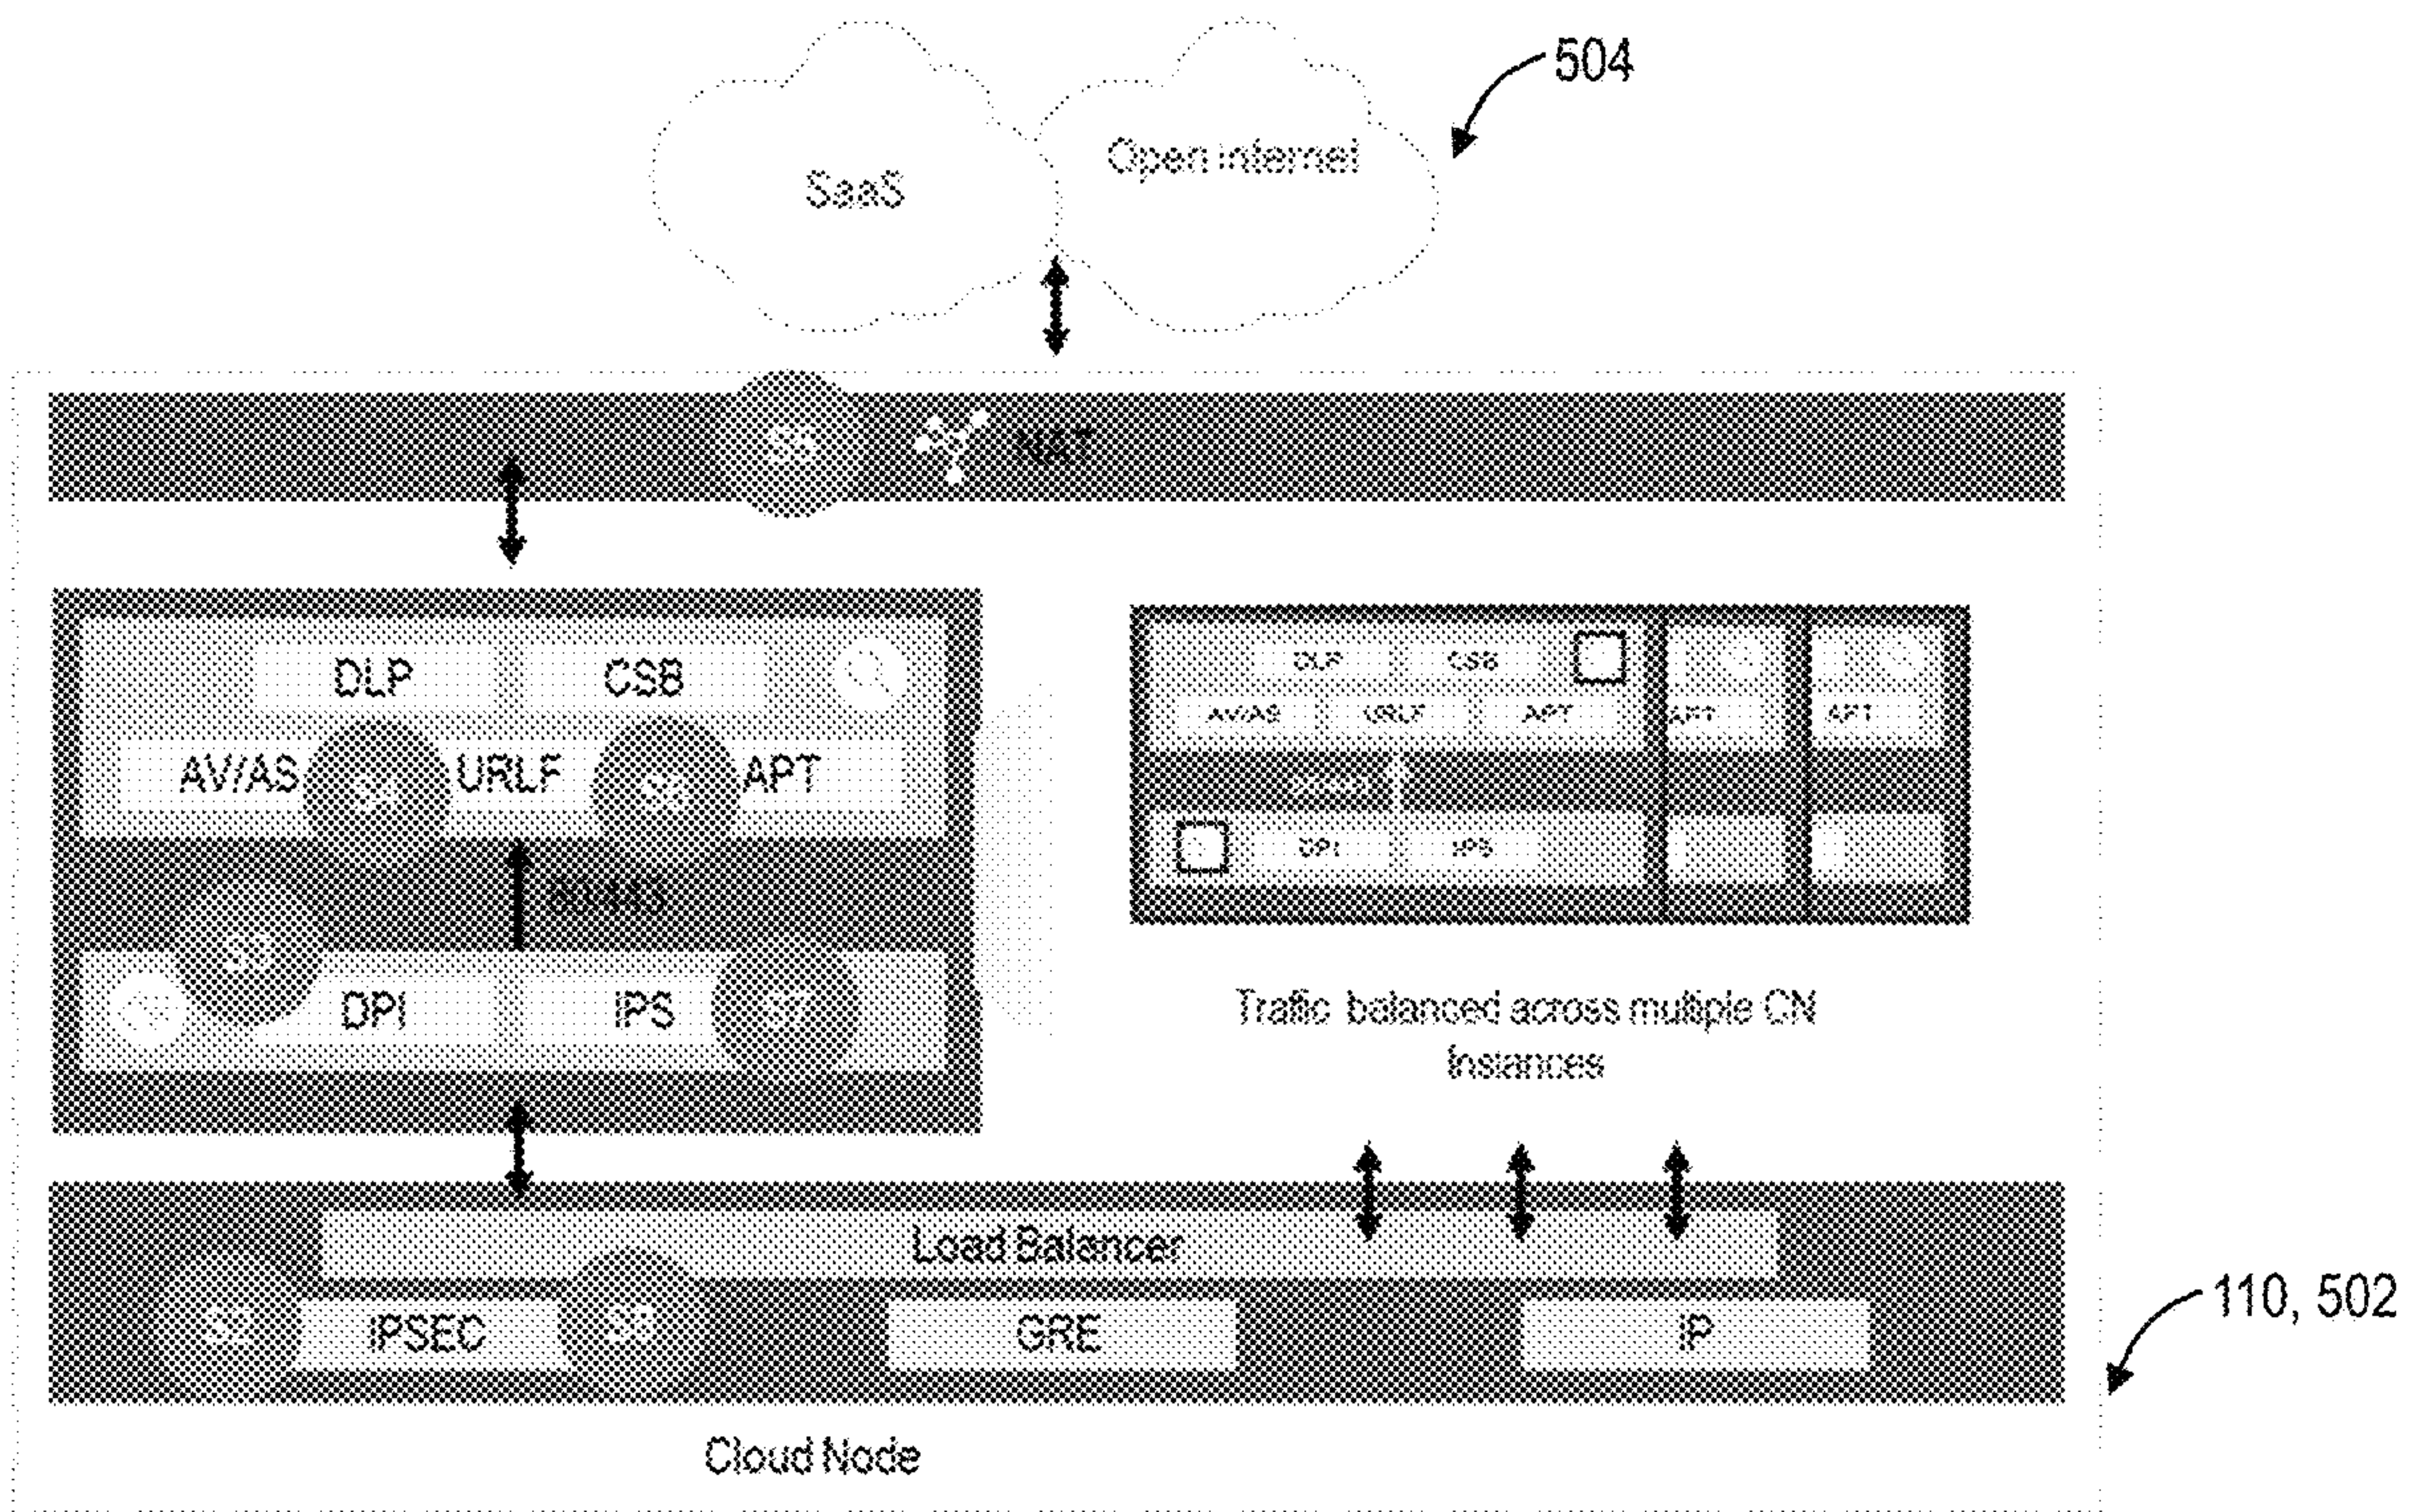 504
SaaS
Open internet
NAT
DLP CSB
AV/AS URLF APT
80/443
DPI IPS
DLP CSB
AV/AS URLF APT APT APT
DPI IPS
Traffic balanced across multiple CN
Instances
Load Balancer
IPSEC GRE IP
110, 502
Cloud Node